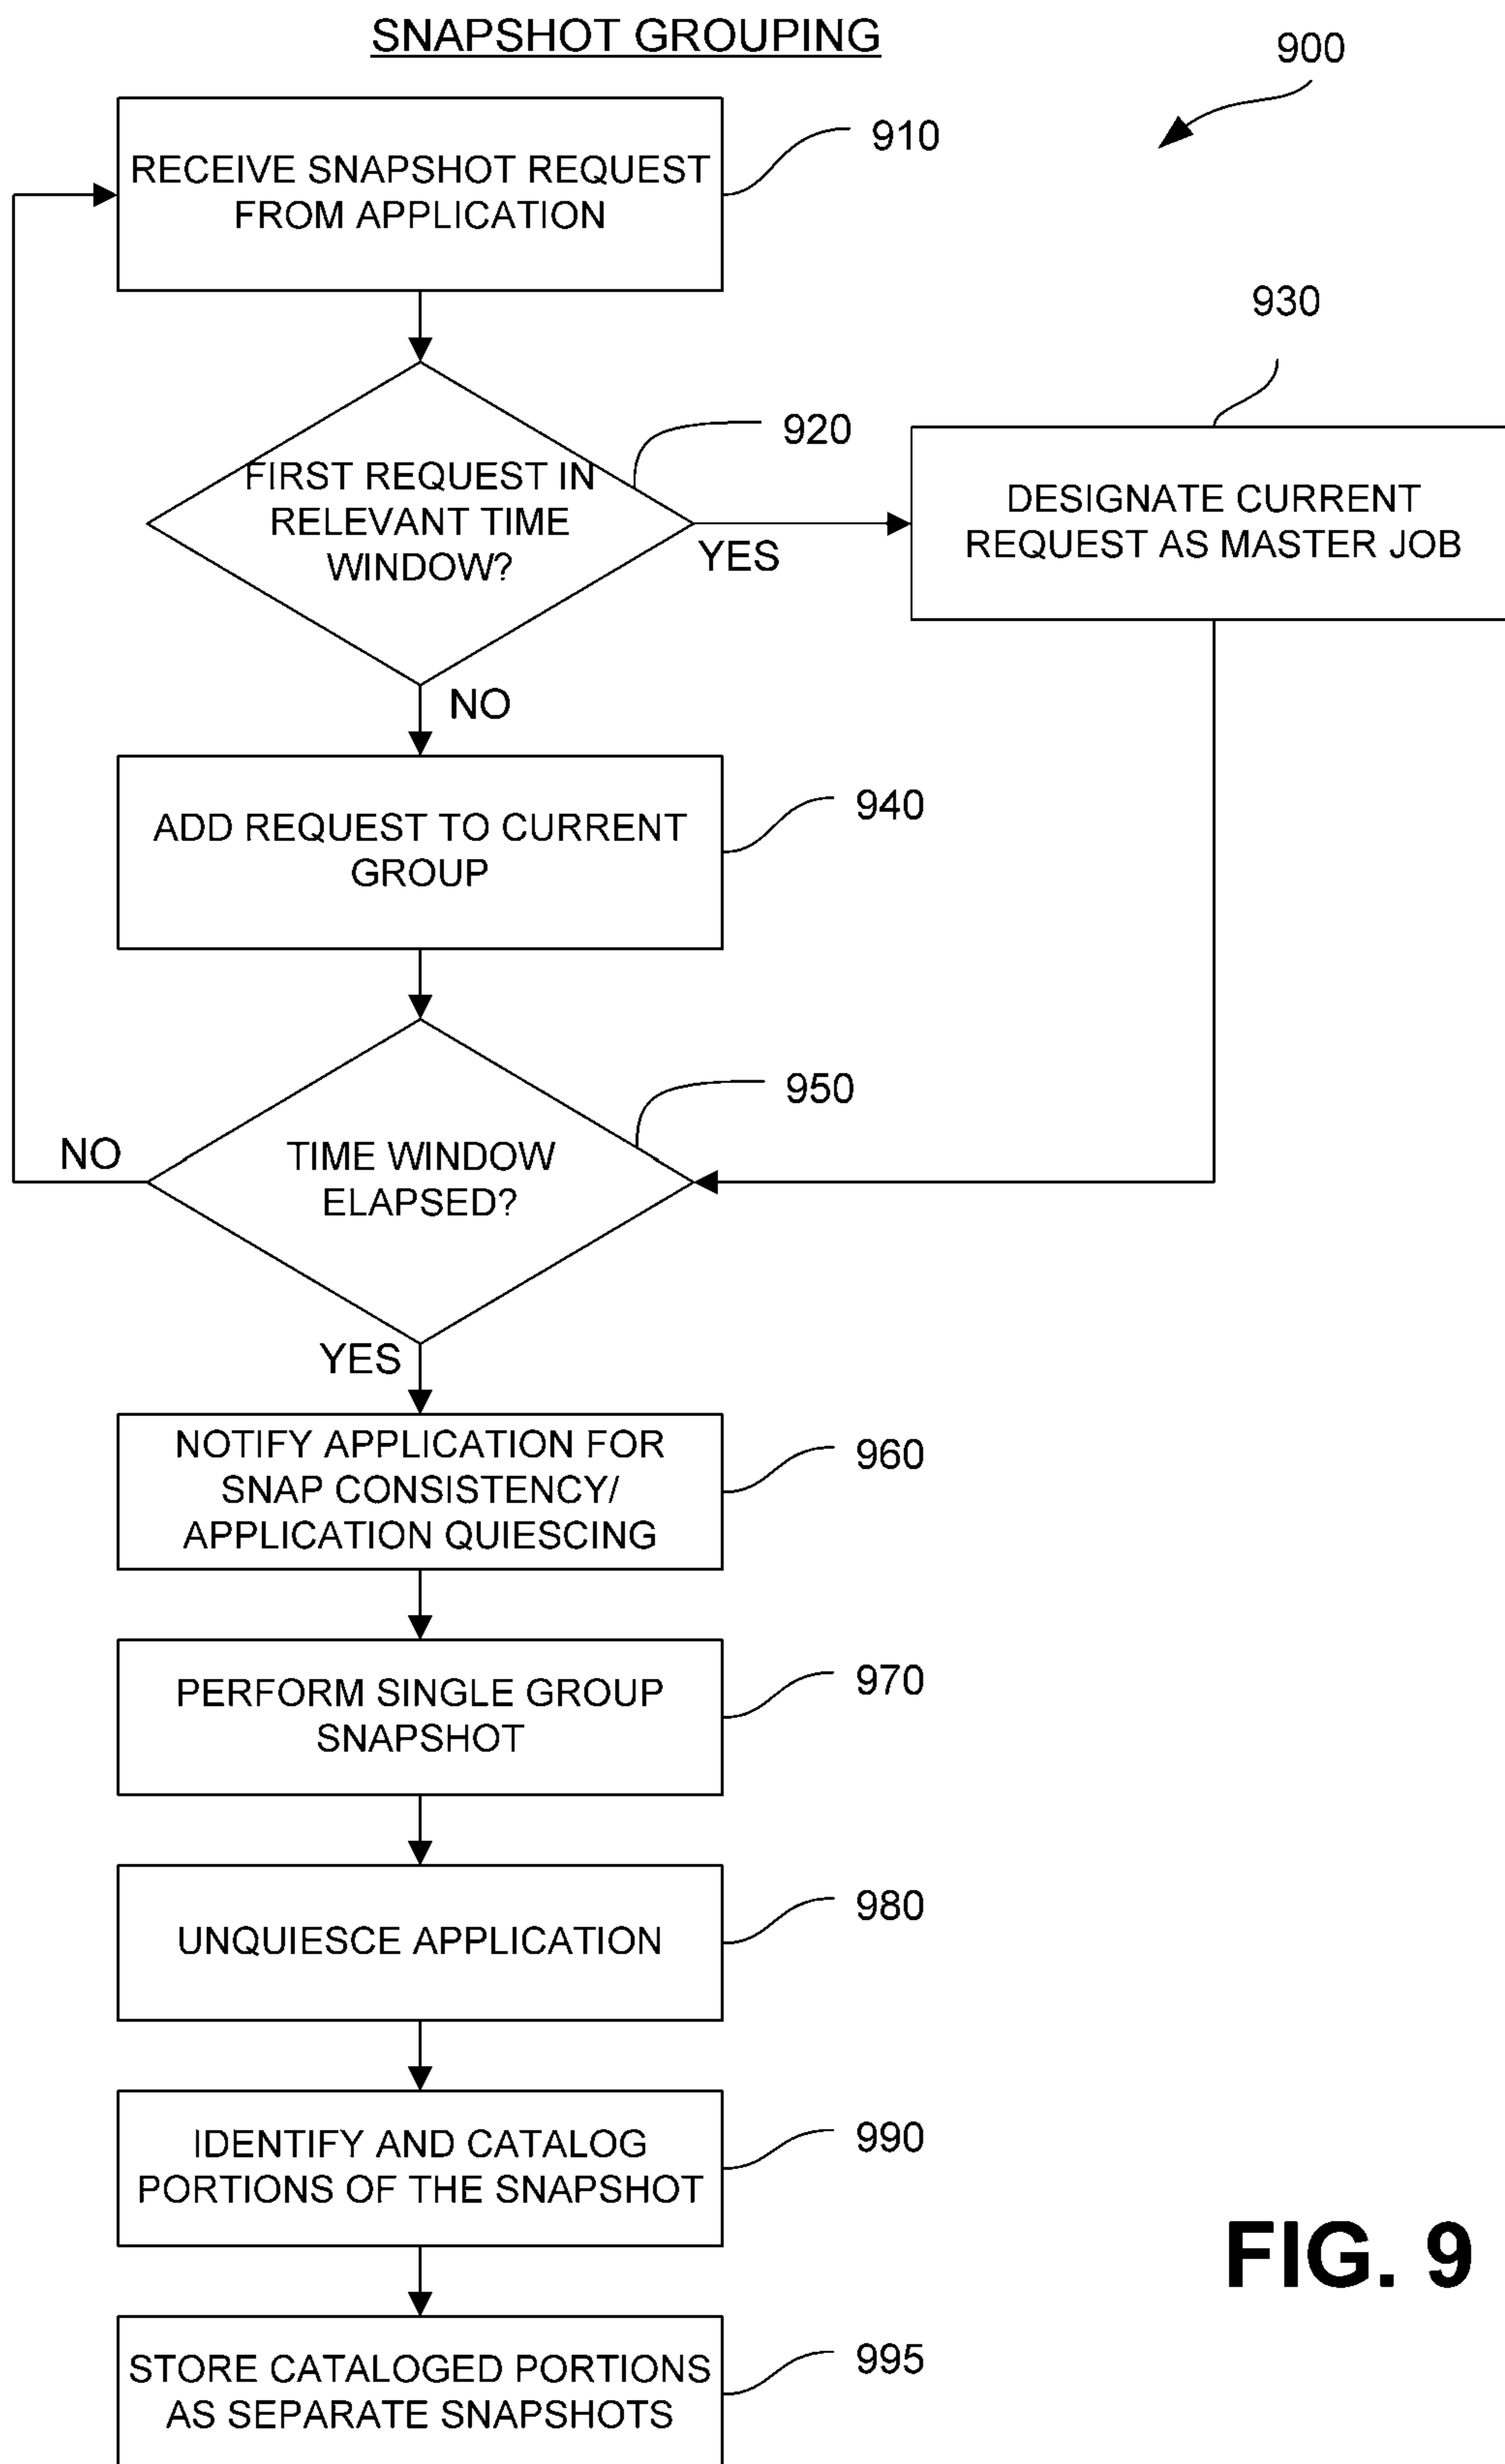 SNAPSHOT GROUPING
900
RECEIVE SNAPSHOT REQUEST
FROM APPLICATION
910
FIRST REQUEST IN
RELEVANT TIME
WINDOW?
920
YES
NO
930
DESIGNATE CURRENT
REQUEST AS MASTER JOB
ADD REQUEST TO CURRENT
GROUP
940
TIME WINDOW
ELAPSED?
950
NO
YES
NOTIFY APPLICATION FOR
SNAP CONSISTENCY/
APPLICATION QUIESCING
960
PERFORM SINGLE GROUP
SNAPSHOT
970
UNQUIESCE APPLICATION
980
IDENTIFY AND CATALOG
PORTIONS OF THE SNAPSHOT
990
STORE CATALOGED PORTIONS
AS SEPARATE SNAPSHOTS
995
FIG. 9